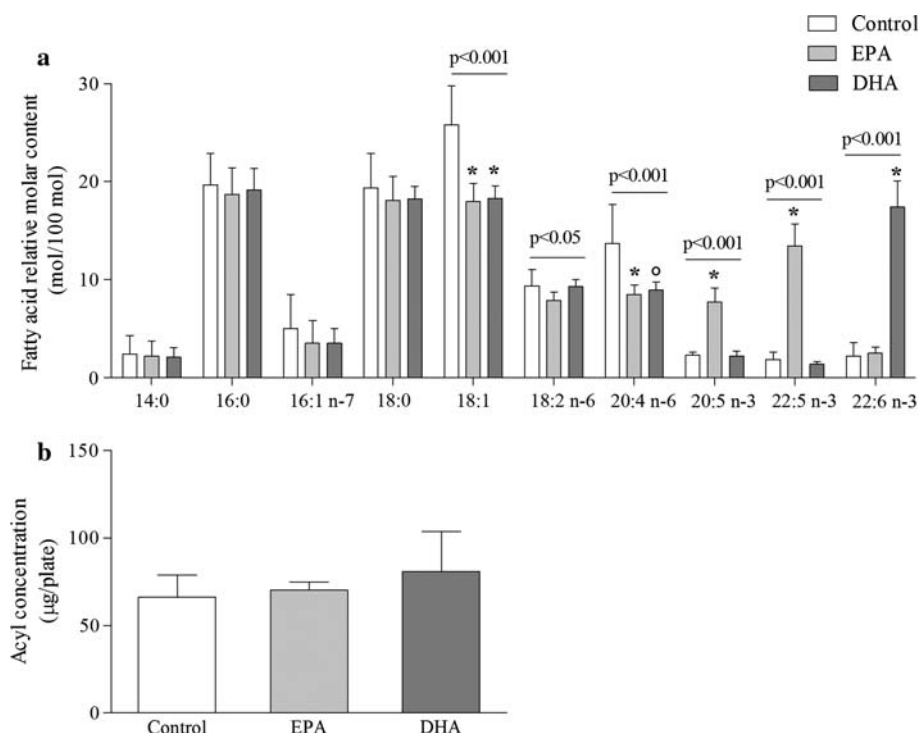 Control
EPA
DHA
a
p<0.001
p<0.05
p<0.001
p<0.001
p<0.001
p<0.001
Fatty acid relative molar content
(mol/100 mol)
30
20
10
0
* *
* o
*
*
*
14:0 16:0 16:1 n-7 18:0 18:1 18:2 n-6 20:4 n-6 20:5 n-3 22:5 n-3 22:6 n-3
b
Acyl concentration
(µg/plate)
150
100
50
0
Control EPA DHA